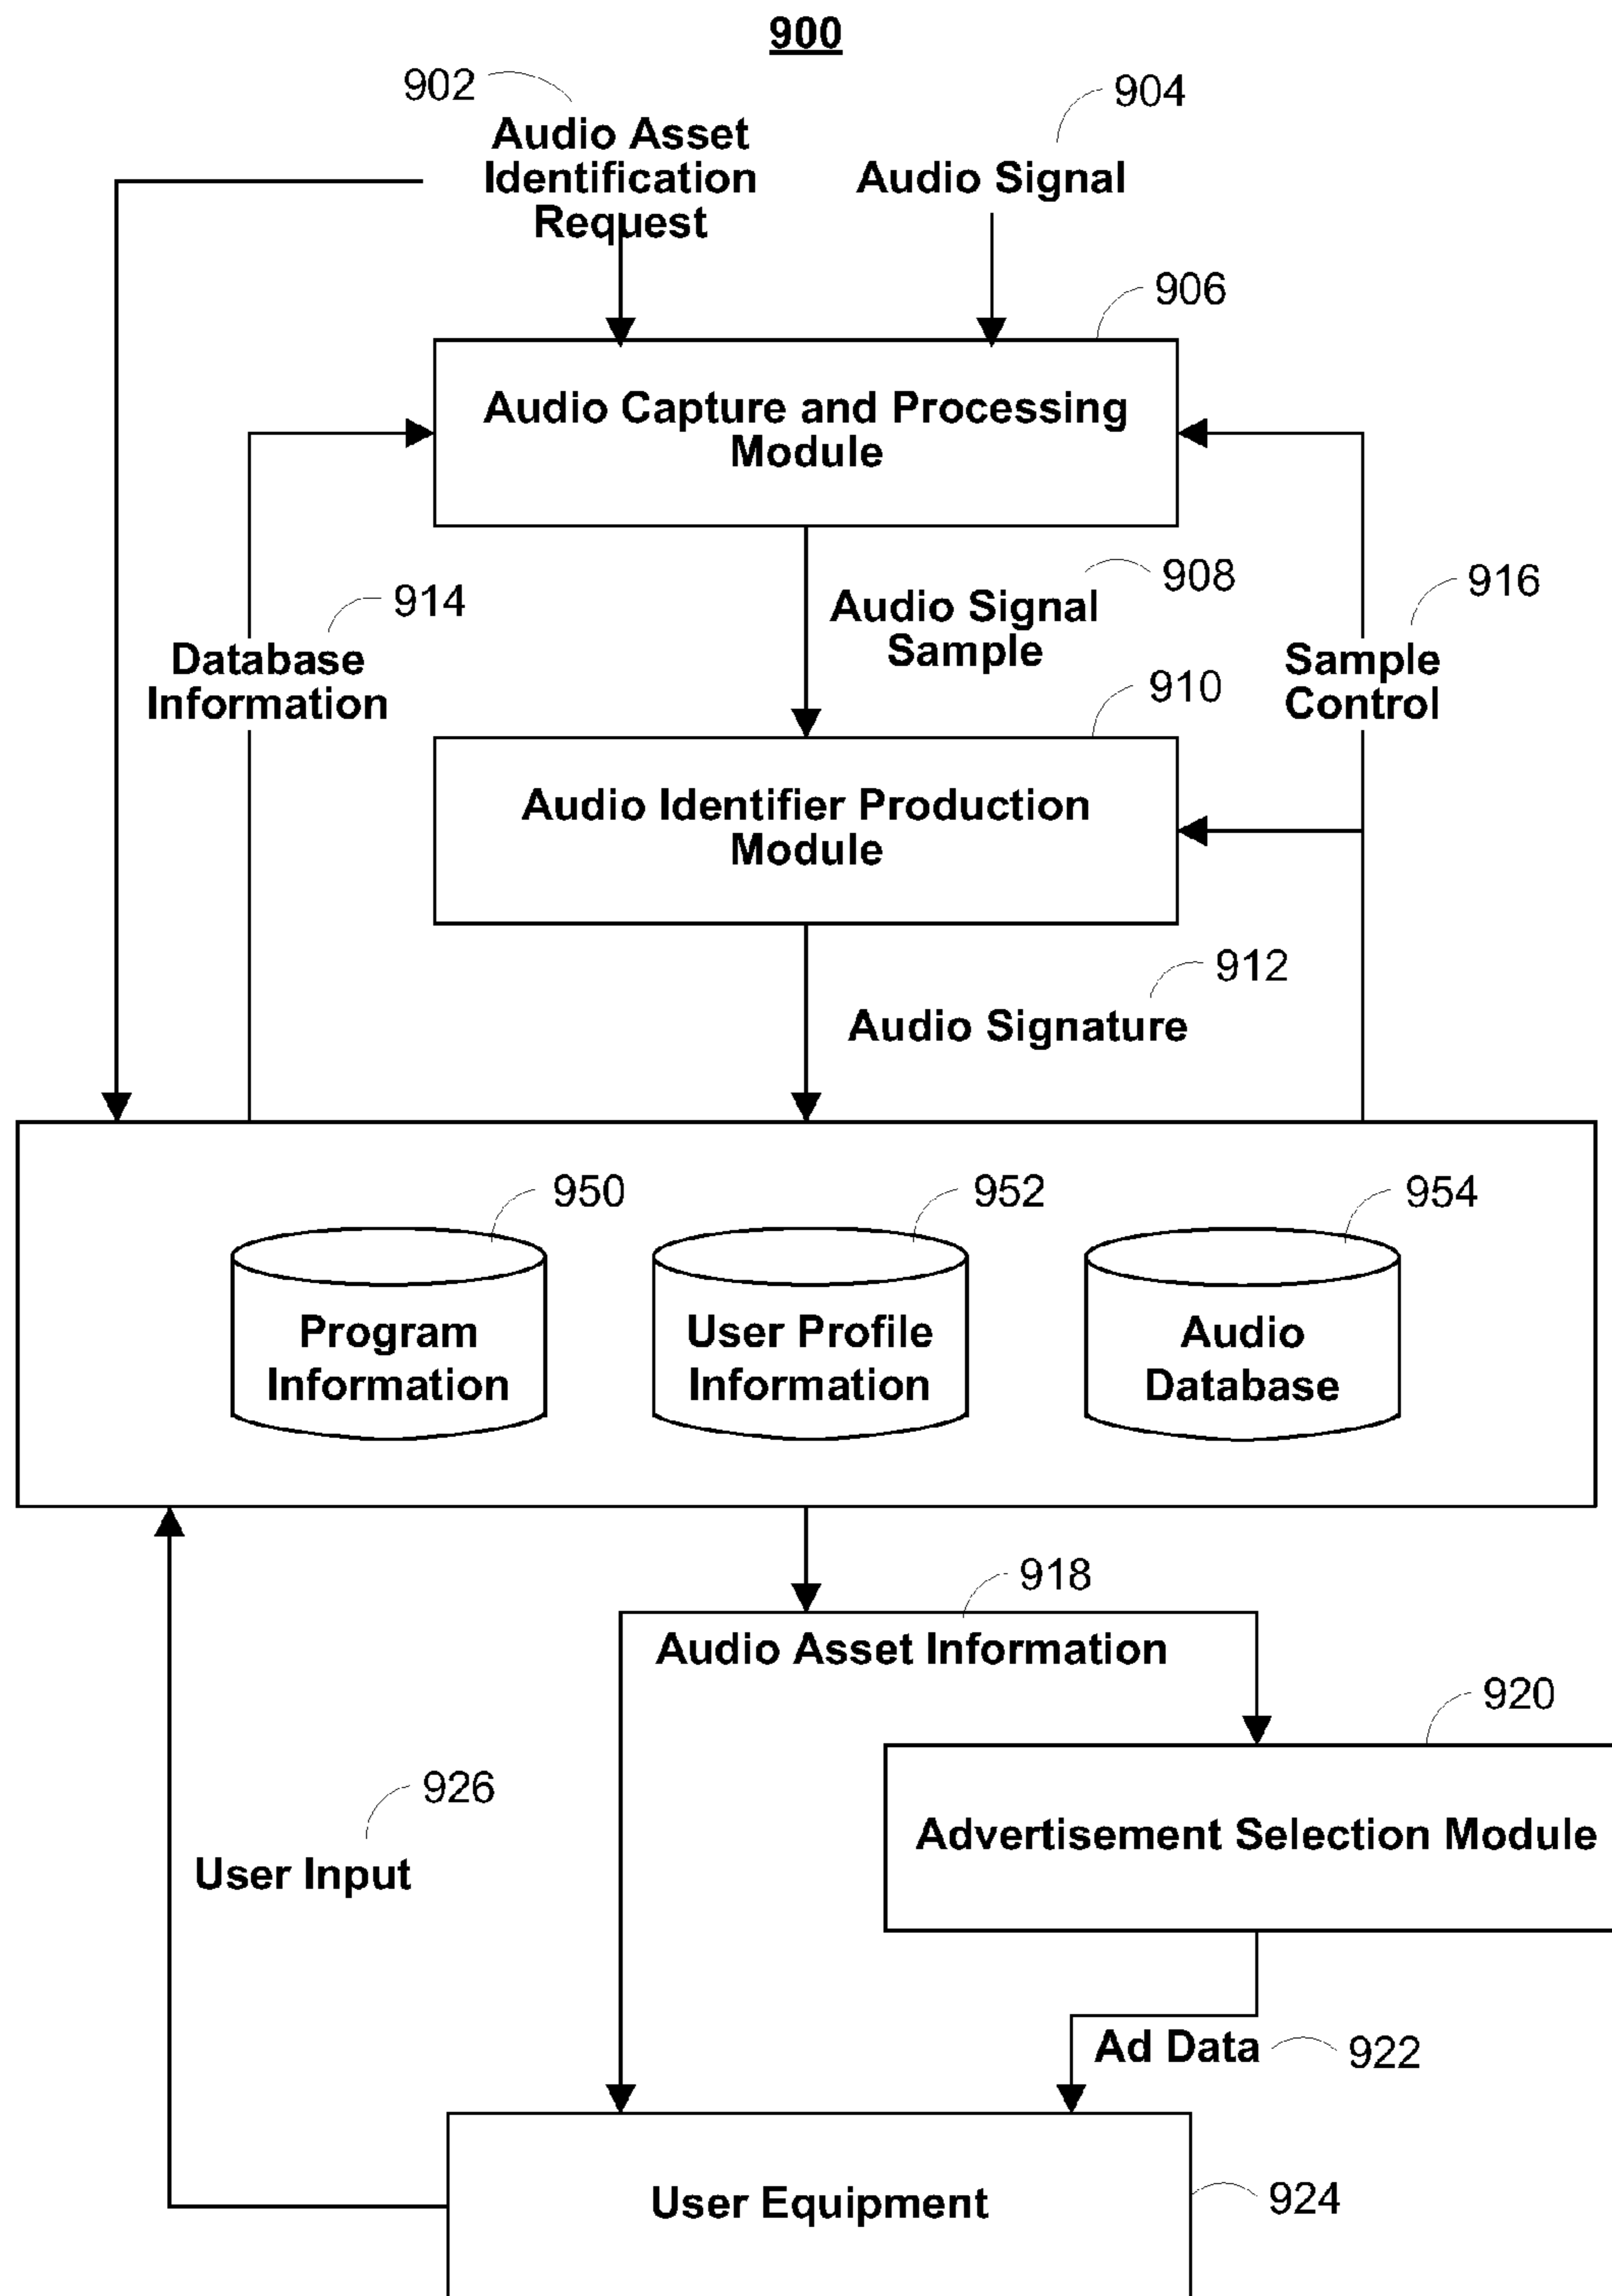 900
902
Audio Asset
Identification
Request
904
Audio Signal
906
Audio Capture and Processing
Module
908
Audio Signal
Sample
914
Database
Information
916
Sample
Control
910
Audio Identifier Production
Module
912
Audio Signature
950
Program
Information
952
User Profile
Information
954
Audio
Database
918
Audio Asset Information
920
Advertisement Selection Module
926
User Input
Ad Data
922
User Equipment
924